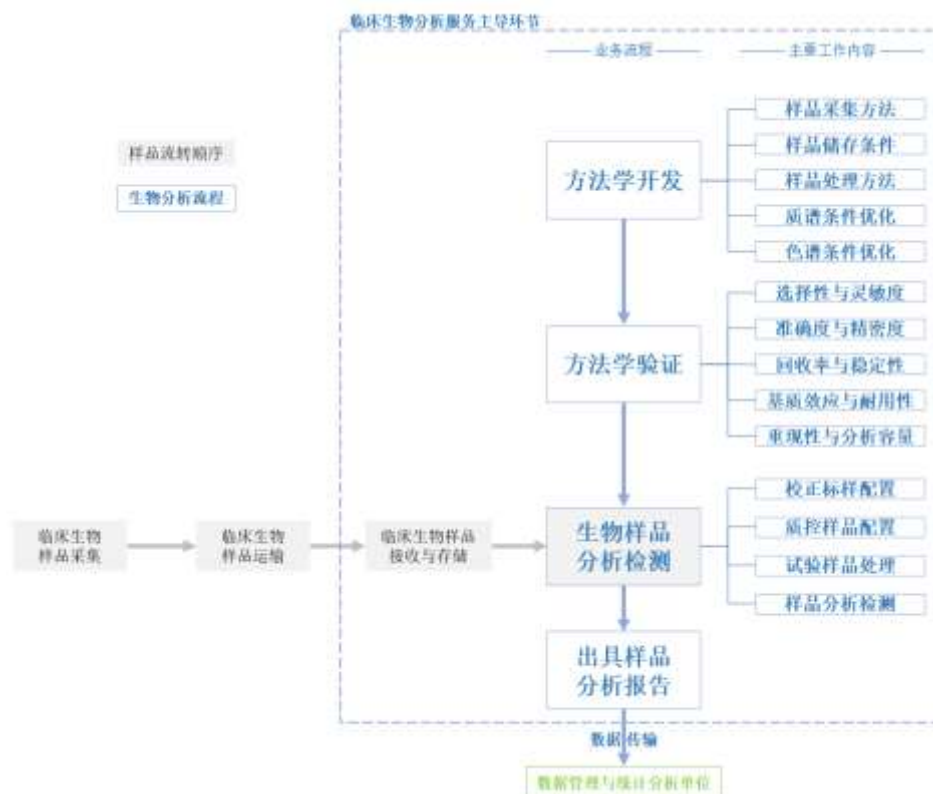 临床生物分析服务主导环节
业务流程
主要工作内容
样品流转顺序
生物分析流程
方法学开发
样品采集方法
样品储存条件
样品处理方法
质谱条件优化
色谱条件优化
方法学验证
选择性与灵敏度
准确度与精密度
回收率与稳定性
基质效应与耐用性
重现性与分析容量
临床生物
样品采集
临床生物
样品运输
临床生物样品
接收与存储
生物样品
分析检测
校正标样配置
质控样品配置
试验样品处理
样品分析检测
出具样品
分析报告
数据传输
数据管理与统计分析单位